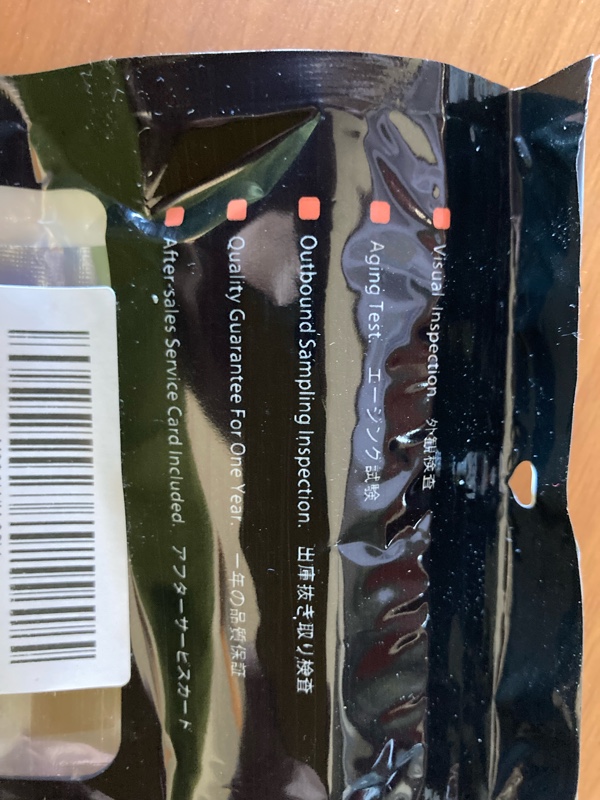 Visual Inspection. 外観検査
Aging Test. エージング試験
Outbound Sampling Inspection. 出庫抜き取り検査
Quality Guarantee For One Year. 一年の品質保証
After-sales Service Card Included. アフターサービスカード